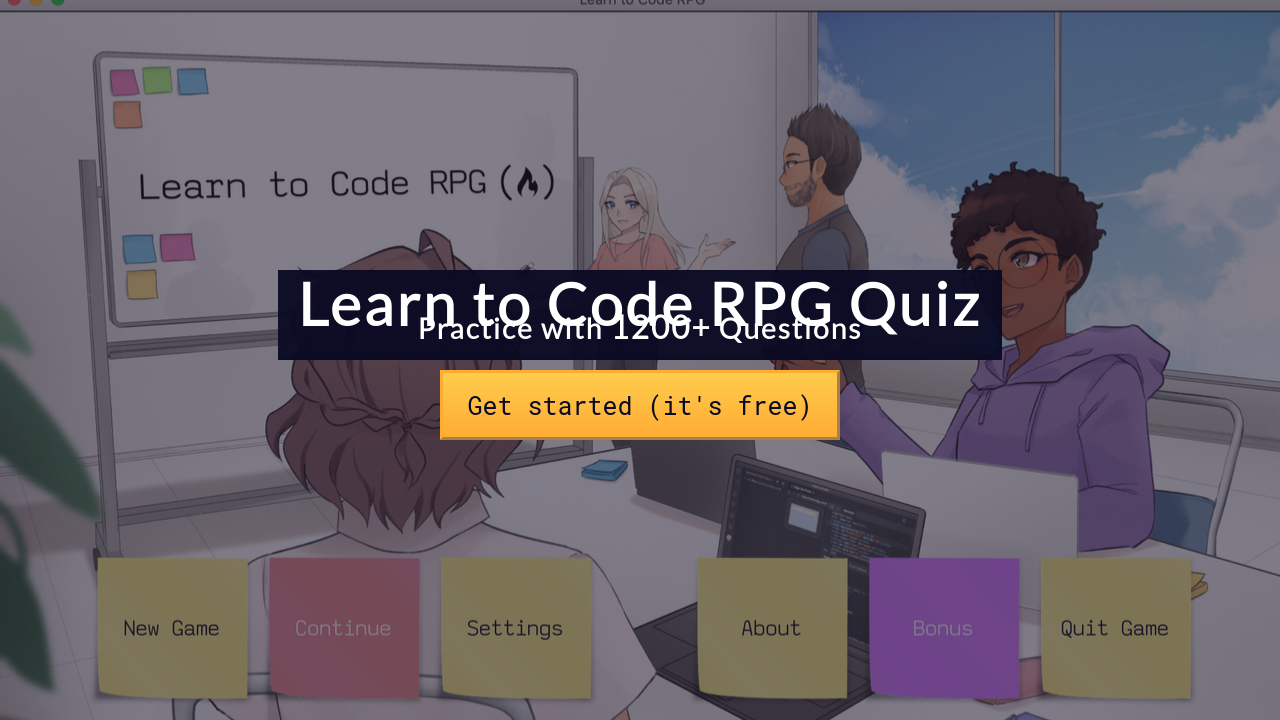 Learn to Code RPG
Learn to Code RPG
Learn to Code RPG Quiz
Practice with 1200+ Questions
Get started (it's free)
New Game
Continue
Settings
About
Bonus
Quit Game